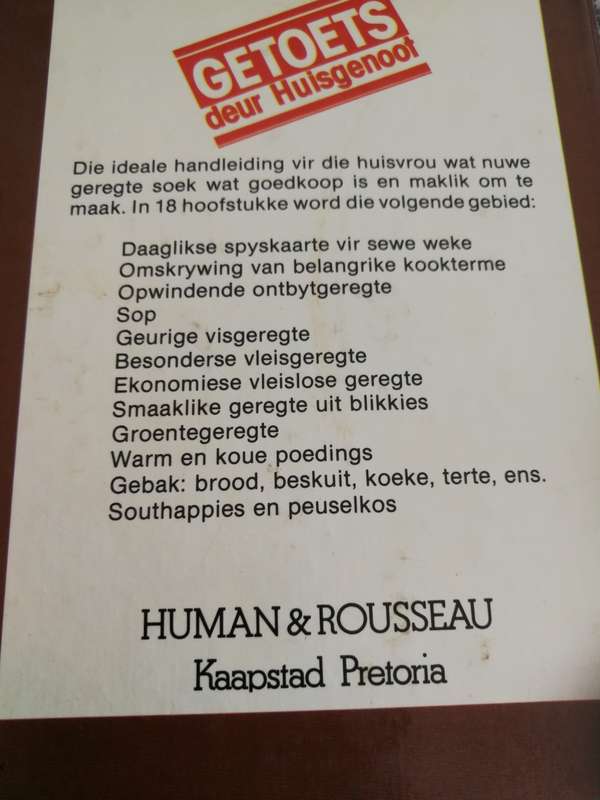 GETOETS
deur Huisgenoot
Die ideale handleiding vir die huisvrou wat nuwe
geregte soek wat goedkoop is en maklik om te
maak. In 18 hoofstukke word die volgende gebied:
Daaglikse spyskaarte vir sewe weke
Omskrywing van belangrike kookterme
Opwindende ontbytgeregte
Sop
Geurige visgeregte
Besonderse vleisgeregte
Ekonomiese vleislose geregte
Smaaklike geregte uit blikkies
Groentegeregte
Warm en koue poedings
Gebak: brood, beskuit, koeke, terte, ens.
Southappies en peuselkos
HUMAN & ROUSSEAU
Kaapstad Pretoria